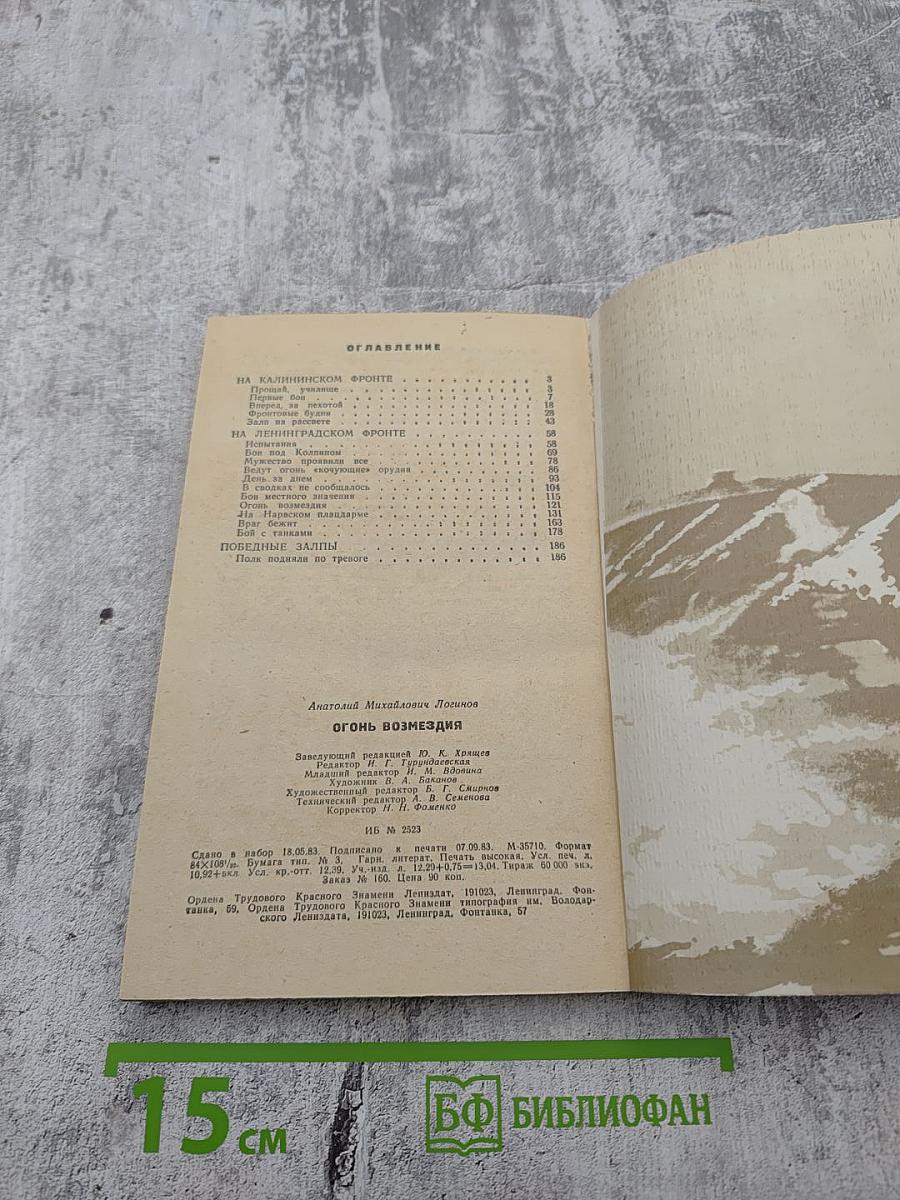 ОГЛАВЛЕНИЕ
НА КАЛИНИНСКОМ ФРОНТЕ . . . . . . . . . . 3
Прощай, училище . . . . . . . . . . 3
Первые бои . . . . . . . . . . 7
Вперед, за пехотой . . . . . . . . . . 18
Фронтовые будни . . . . . . . . . . 28
Залп на рассвете . . . . . . . . . . 43
НА ЛЕНИНГРАДСКОМ ФРОНТЕ . . . . . . . . 58
Испытания . . . . . . . . . . 58
Бои под Колпином . . . . . . . . . . 69
Мужество проявили все . . . . . . . . . . 78
Ведут огонь «кочующие» орудия . . . . . . . . 86
День за днем . . . . . . . . . . 93
В сводках не сообщалось . . . . . . . . . . 104
Бои местного значения . . . . . . . . . . 115
Огонь возмездия . . . . . . . . . . 121
На Нарвском плацдарме . . . . . . . . . . 131
Враг бежит . . . . . . . . . . 163
Бой с танками . . . . . . . . . . 178
ПОБЕДНЫЕ ЗАЛПЫ . . . . . . . . . . 186
Полк подняли по тревоге . . . . . . . . . . 186
Анатолий Михайлович Логинов
ОГОНЬ ВОЗМЕЗДИЯ
Заведующий редакцией Ю. К. Хрящев
Редактор И. Г. Турундаевская
Младший редактор И. М. Вдовина
Художник В. А. Баканов
Художественный редактор Б. Г. Смирнов
Технический редактор А. В. Семенова
Корректор Н. Н. Фоменко
ИБ № 2523
Сдано в набор 18.05.83. Подписано к печати 07.09.83. М-35710. Формат
84×108¹/₃₂. Бумага тип. № 3. Гарн. литерат. Печать высокая. Усл. печ. л.
10,92+вкл. Усл. кр.-отт. 12,39. Уч.-изд. л. 12,29+0,75=13,04. Тираж 60 000 экз.
Заказ № 160. Цена 90 коп.
Ордена Трудового Красного Знамени Лениздат, 191023, Ленинград, Фон-
танка, 59. Ордена Трудового Красного Знамени типография им. Володар-
ского Лениздата, 191023, Ленинград, Фонтанка, 57
15 см
БФ БИБЛИОФАН